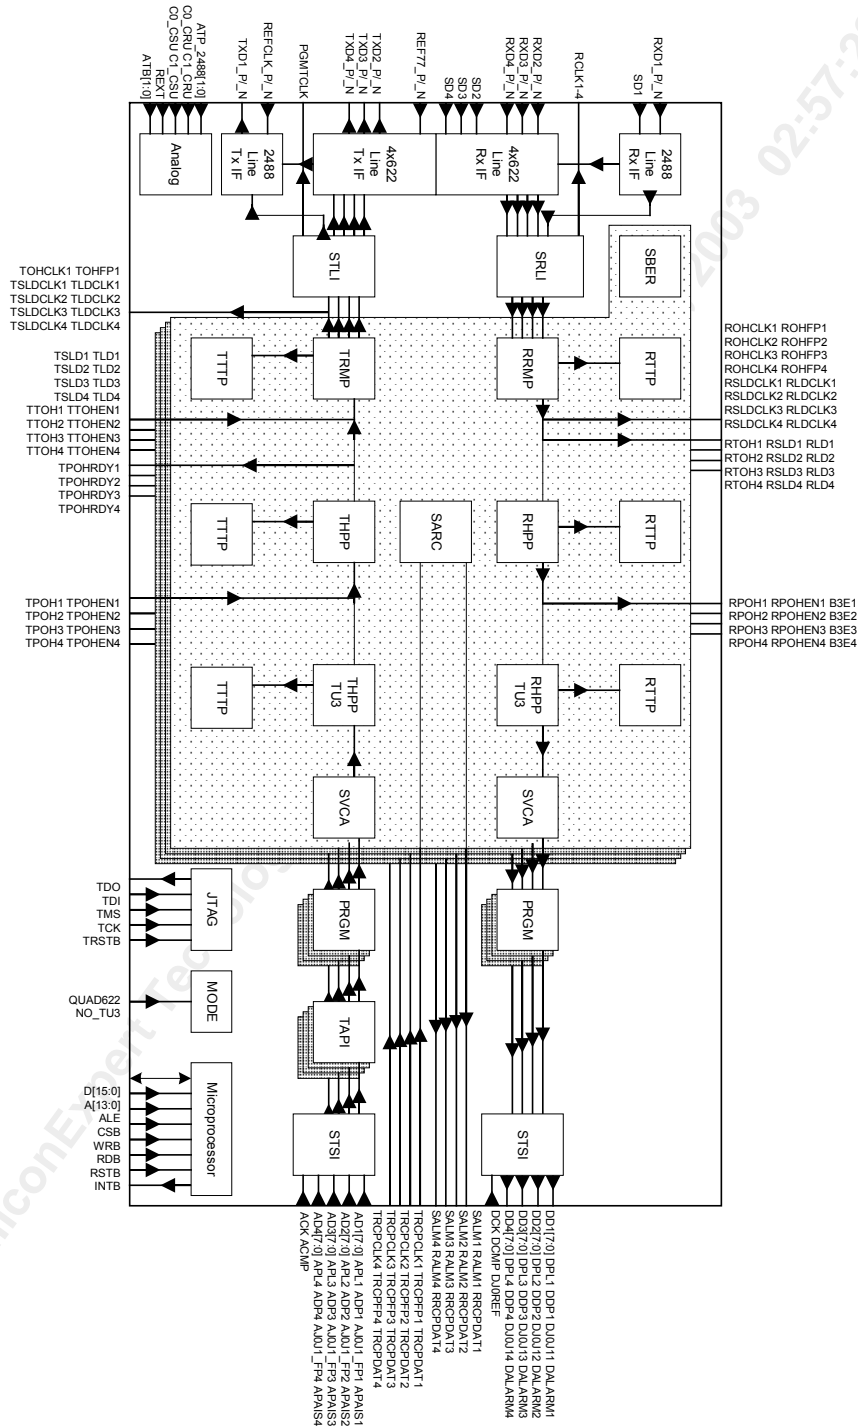 ATP_2488[1:0]
C0_CRU C1_CRU
C0_CSU C1_CSU
REXT
ATB[1:0]
REFCLK_P/_N
TXD1_P/_N
PGMTCLK
TXD2_P/_N
TXD3_P/_N
TXD4_P/_N
REF77_P/_N
SD2
SD3
SD4
RXD2_P/_N
RXD3_P/_N
RXD4_P/_N
RCLK1-4
RXD1_P/_N
SD1
Analog
2488
Line
Tx IF
4x622
Line
Tx IF
4x622
Line
Rx IF
2488
Line
Rx IF
STLI
SRLI
SBER
TOHCLK1 TOHFP1
TSLDCLK1 TLDCLK1
TSLDCLK2 TLDCLK2
TSLDCLK3 TLDCLK3
TSLDCLK4 TLDCLK4
TSLD1 TLD1
TSLD2 TLD2
TSLD3 TLD3
TSLD4 TLD4
TTOH1 TTOHEN1
TTOH2 TTOHEN2
TTOH3 TTOHEN3
TTOH4 TTOHEN4
TPOHRDY1
TPOHRDY2
TPOHRDY3
TPOHRDY4
TPOH1 TPOHEN1
TPOH2 TPOHEN2
TPOH3 TPOHEN3
TPOH4 TPOHEN4
TTTP
TRMP
RRMP
RTTP
TTTP
THPP
SARC
RHPP
RTTP
TTTP
THPP
TU3
RHPP
TU3
RTTP
SVCA
SVCA
ROHCLK1 ROHFP1
ROHCLK2 ROHFP2
ROHCLK3 ROHFP3
ROHCLK4 ROHFP4
RSLDCLK1 RLDCLK1
RSLDCLK2 RLDCLK2
RSLDCLK3 RLDCLK3
RSLDCLK4 RLDCLK4
RTOH1 RSLD1 RLD1
RTOH2 RSLD2 RLD2
RTOH3 RSLD3 RLD3
RTOH4 RSLD4 RLD4
RPOH1 RPOHEN1 B3E1
RPOH2 RPOHEN2 B3E2
RPOH3 RPOHEN3 B3E3
RPOH4 RPOHEN4 B3E4
TDO
TDI
TMS
TCK
TRSTB
JTAG
PRGM
PRGM
QUAD622
NO_TU3
MODE
TAPI
D[15:0]
A[13:0]
ALE
CSB
WRB
RDB
RSTB
INTB
Microprocessor
STSI
STSI
DD1[7:0] DPL1 DDP1 DJ0J11 DALARM1
DD2[7:0] DPL2 DDP2 DJ0J12 DALARM2
DD3[7:0] DPL3 DDP3 DJ0J13 DALARM3
DD4[7:0] DPL4 DDP4 DJ0J14 DALARM4
DCK DCMP DJ0REF
SALM1 RALM1 RRCPDAT1
SALM2 RALM2 RRCPDAT2
SALM3 RALM3 RRCPDAT3
SALM4 RALM4 RRCPDAT4
TRCPCLK1 TRCPFP1 TRCPDAT1
TRCPCLK2 TRCPFP2 TRCPDAT2
TRCPCLK3 TRCPFP3 TRCPDAT3
TRCPCLK4 TRCPFP4 TRCPDAT4
AD1[7:0] APL1 ADP1 AJ0J1_FP1 APAIS1
AD2[7:0] APL2 ADP2 AJ0J1_FP2 APAIS2
AD3[7:0] APL3 ADP3 AJ0J1_FP3 APAIS3
AD4[7:0] APL4 ADP4 AJ0J1_FP4 APAIS4
ACK ACMP
2003 02:57:2